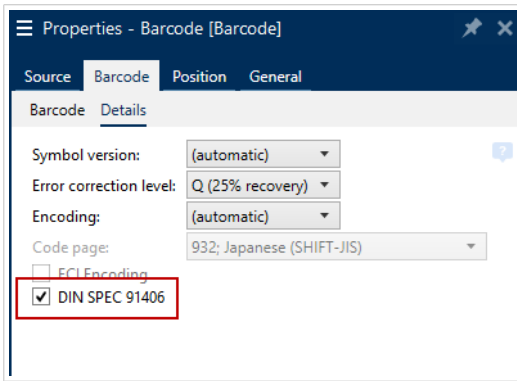 Properties - Barcode [Barcode]
Source Barcode Position General
Barcode Details
Symbol version: (automatic)
Error correction level: Q (25% recovery)
Encoding: (automatic)
Code page: 932; Japanese (SHIFT-JIS)
ECI Encoding
DIN SPEC 91406